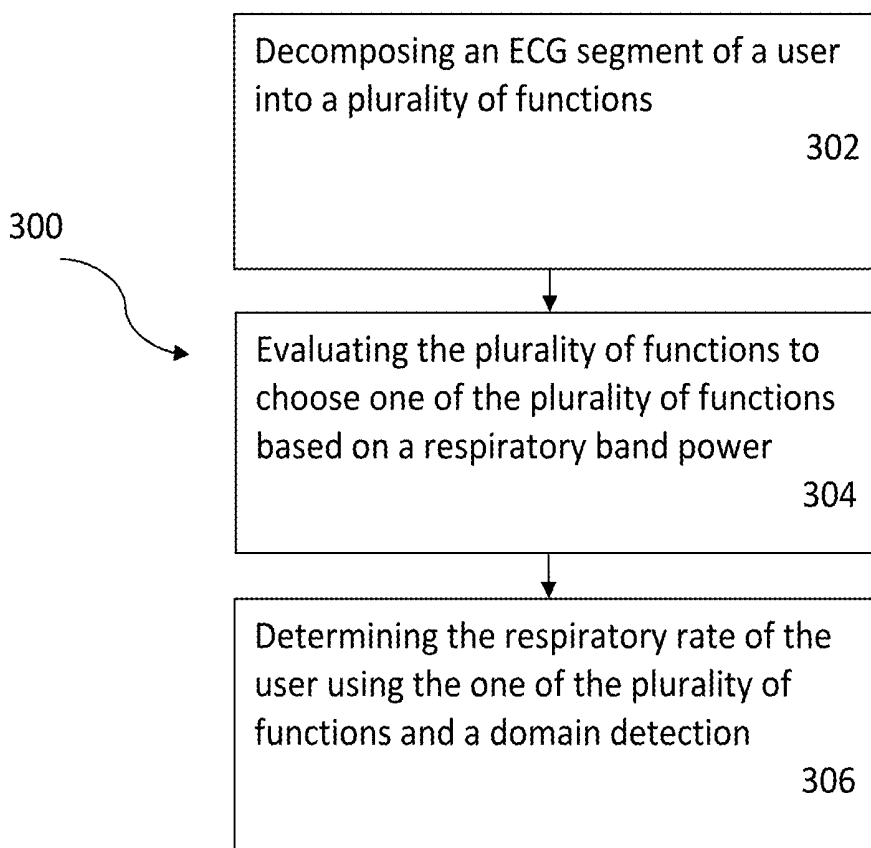 Decomposing an ECG segment of a user
into a plurality of functions
302
300
Evaluating the plurality of functions to
choose one of the plurality of functions
based on a respiratory band power
304
Determining the respiratory rate of the
user using the one of the plurality of
functions and a domain detection
306